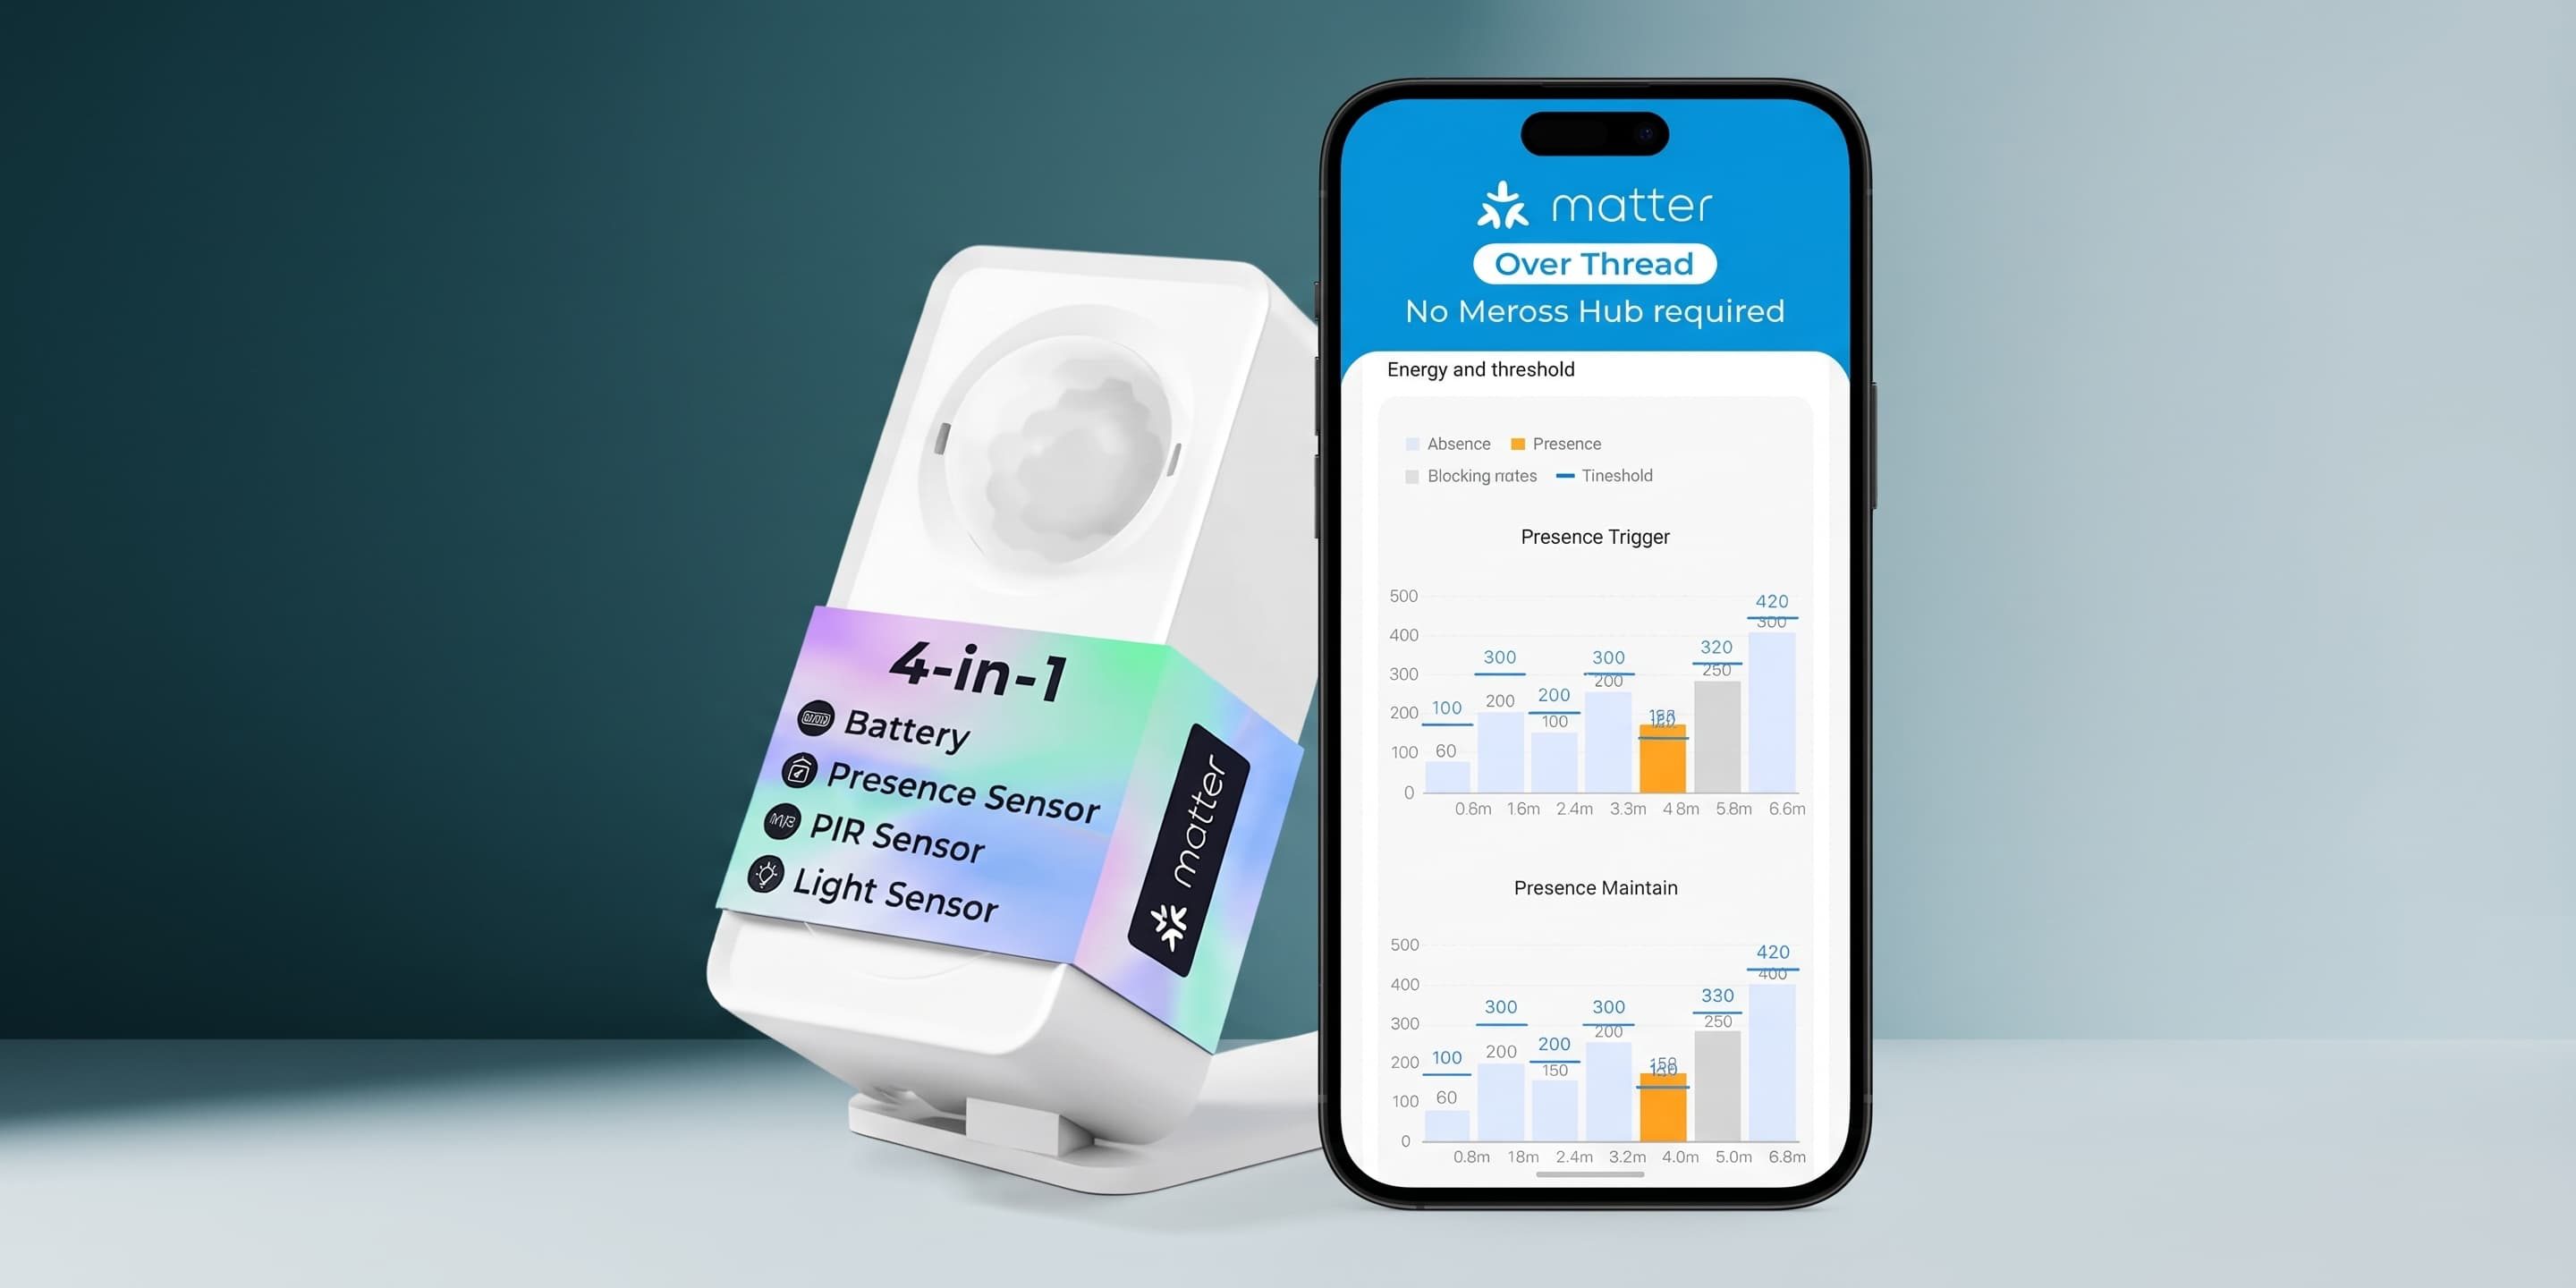 4-in-1
Battery
Presence Sensor
PIR Sensor
Light Sensor
matter
matter
Over Thread
No Meross Hub required
Energy and threshold
Absence Presence
Blocking rrates Tineshold
Presence Trigger
500
400
300
200
100
0
100 300 200 300 320 420
60 200 100 200 250 300
0.8m 1.6m 2.4m 3.3m 4 8m 5.8m 6.6m
Presence Maintain
500
400
300
200
100
0
100 300 200 300 330 420
60 200 150 200 250 400
0.8m 18m 2.4m 3.2m 4.0m 5.0m 6.8m